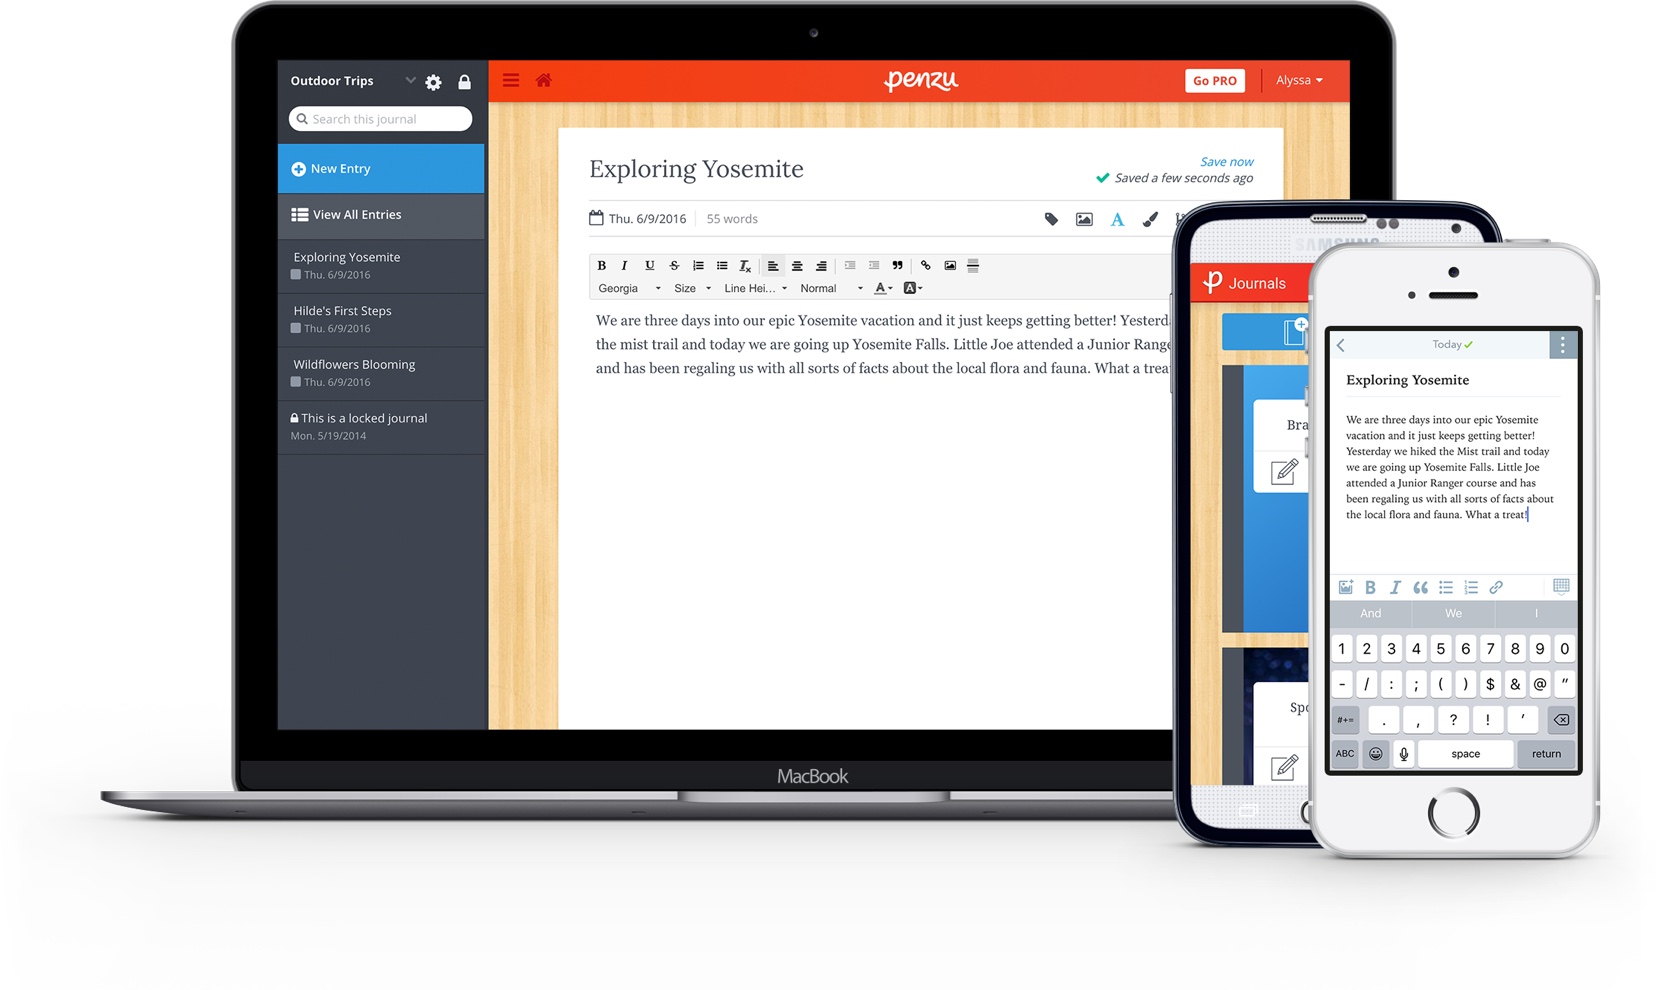 Outdoor Trips
Search this journal
New Entry
View All Entries
Exploring Yosemite
Thu. 6/9/2016
Hilde's First Steps
Thu. 6/9/2016
Wildflowers Blooming
Thu. 6/9/2016
This is a locked journal
Mon. 5/19/2014
penzu
Go PRO
Alyssa
Exploring Yosemite
Save now
Saved a few seconds ago
Thu. 6/9/2016
55 words
A
B I U S Tx
Georgia Size Line Hei... Normal A A
We are three days into our epic Yosemite vacation and it just keeps getting better! Yesterd
the mist trail and today we are going up Yosemite Falls. Little Joe attended a Junior Range
and has been regaling us with all sorts of facts about the local flora and fauna. What a trea
MacBook
SAMSUNG
Journals
Bra
Spo
Today
Exploring Yosemite
We are three days into our epic Yosemite
vacation and it just keeps getting better!
Yesterday we hiked the Mist trail and today
we are going up Yosemite Falls. Little Joe
attended a Junior Ranger course and has
been regaling us with all sorts of facts about
the local flora and fauna. What a treat!
B I
And We I
1 2 3 4 5 6 7 8 9 0
- / : ; ( ) $ & @ "
#+= . , ? ! '
ABC space return